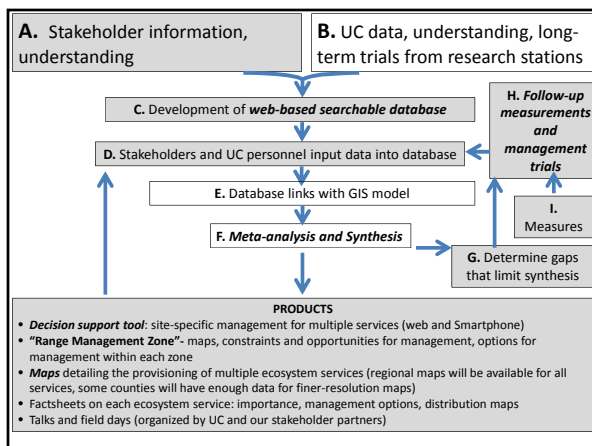 A. Stakeholder information,
understanding
B. UC data, understanding, long-
term trials from research stations
C. Development of web-based searchable database
H. Follow-up
measurements
and
management
trials
D. Stakeholders and UC personnel input data into database
E. Database links with GIS model
I.
Measures
F. Meta-analysis and Synthesis
G. Determine gaps
that limit synthesis
PRODUCTS
• Decision support tool: site-specific management for multiple services (web and Smartphone)
• “Range Management Zone”- maps, constraints and opportunities for management, options for
management within each zone
• Maps detailing the provisioning of multiple ecosystem services (regional maps will be available for all
services, some counties will have enough data for finer-resolution maps)
• Factsheets on each ecosystem service: importance, management options, distribution maps
• Talks and field days (organized by UC and our stakeholder partners)